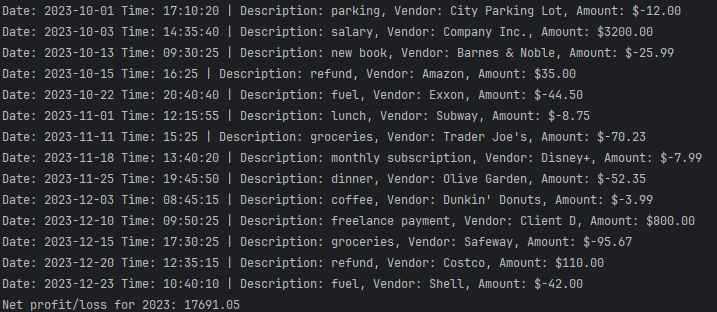 Date: 2023-10-01 Time: 17:10:20 | Description: parking, Vendor: City Parking Lot, Amount: $-12.00
Date: 2023-10-03 Time: 14:35:40 | Description: salary, Vendor: Company Inc., Amount: $3200.00
Date: 2023-10-13 Time: 09:30:25 | Description: new book, Vendor: Barnes & Noble, Amount: $-25.99
Date: 2023-10-15 Time: 16:25 | Description: refund, Vendor: Amazon, Amount: $35.00
Date: 2023-10-22 Time: 20:40:40 | Description: fuel, Vendor: Exxon, Amount: $-44.50
Date: 2023-11-01 Time: 12:15:55 | Description: lunch, Vendor: Subway, Amount: $-8.75
Date: 2023-11-11 Time: 15:25 | Description: groceries, Vendor: Trader Joe's, Amount: $-70.23
Date: 2023-11-18 Time: 13:40:20 | Description: monthly subscription, Vendor: Disney+, Amount: $-7.99
Date: 2023-11-25 Time: 19:45:50 | Description: dinner, Vendor: Olive Garden, Amount: $-52.35
Date: 2023-12-03 Time: 08:45:15 | Description: coffee, Vendor: Dunkin' Donuts, Amount: $-3.99
Date: 2023-12-10 Time: 09:50:25 | Description: freelance payment, Vendor: Client D, Amount: $800.00
Date: 2023-12-15 Time: 17:30:25 | Description: groceries, Vendor: Safeway, Amount: $-95.67
Date: 2023-12-20 Time: 12:35:15 | Description: refund, Vendor: Costco, Amount: $110.00
Date: 2023-12-23 Time: 10:40:10 | Description: fuel, Vendor: Shell, Amount: $-42.00
Net profit/loss for 2023: 17691.05